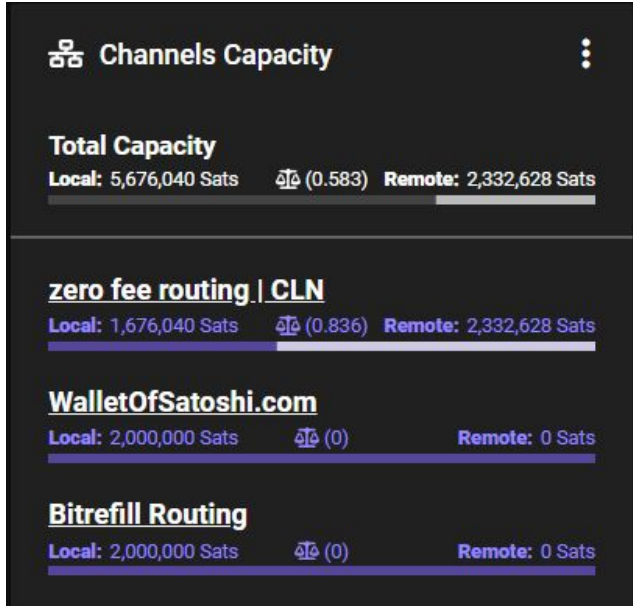 Channels Capacity
Total Capacity
Local: 5,676,040 Sats (0.583) Remote: 2,332,628 Sats
zero fee routing | CLN
Local: 1,676,040 Sats (0.836) Remote: 2,332,628 Sats
WalletOfSatoshi.com
Local: 2,000,000 Sats (0) Remote: 0 Sats
Bitrefill Routing
Local: 2,000,000 Sats (0) Remote: 0 Sats